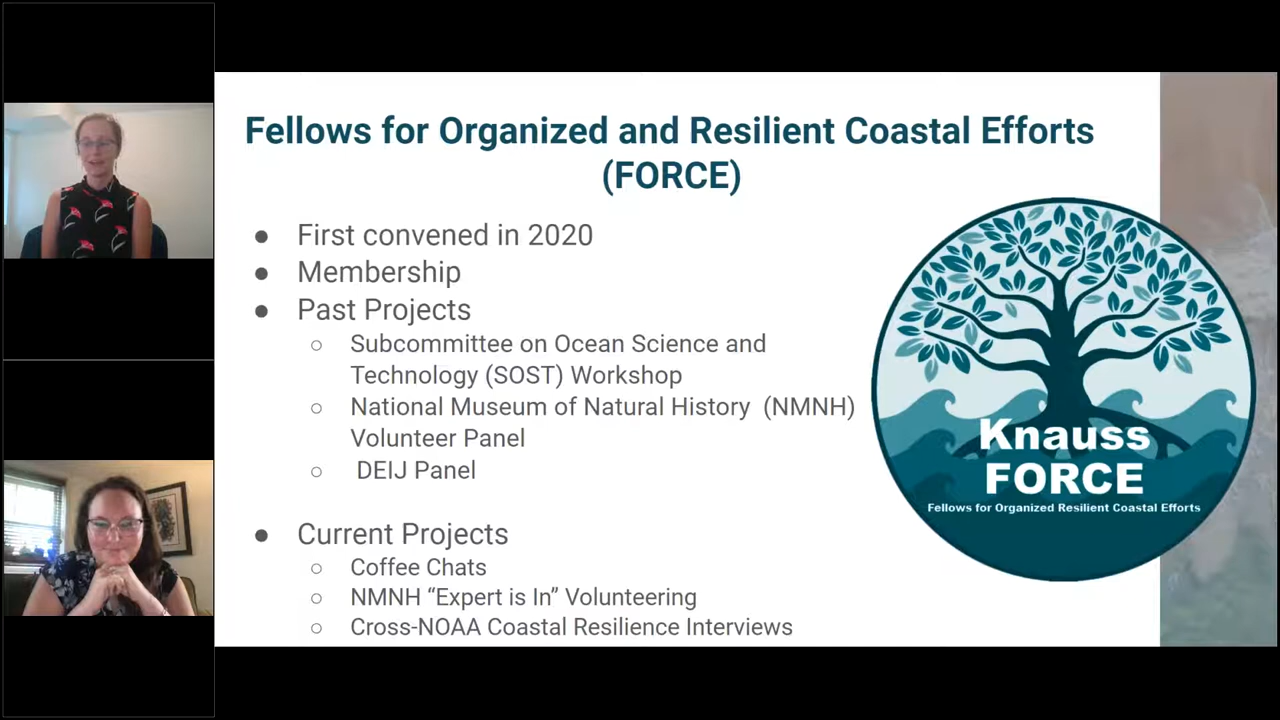 Fellows for Organized and Resilient Coastal Efforts
(FORCE)
● First convened in 2020
● Membership
● Past Projects
○ Subcommittee on Ocean Science and
Technology (SOST) Workshop
○ National Museum of Natural History (NMNH)
Volunteer Panel
○ DEIJ Panel
● Current Projects
○ Coffee Chats
○ NMNH “Expert is In” Volunteering
○ Cross-NOAA Coastal Resilience Interviews
Knauss
FORCE
Fellows for Organized Resilient Coastal Efforts